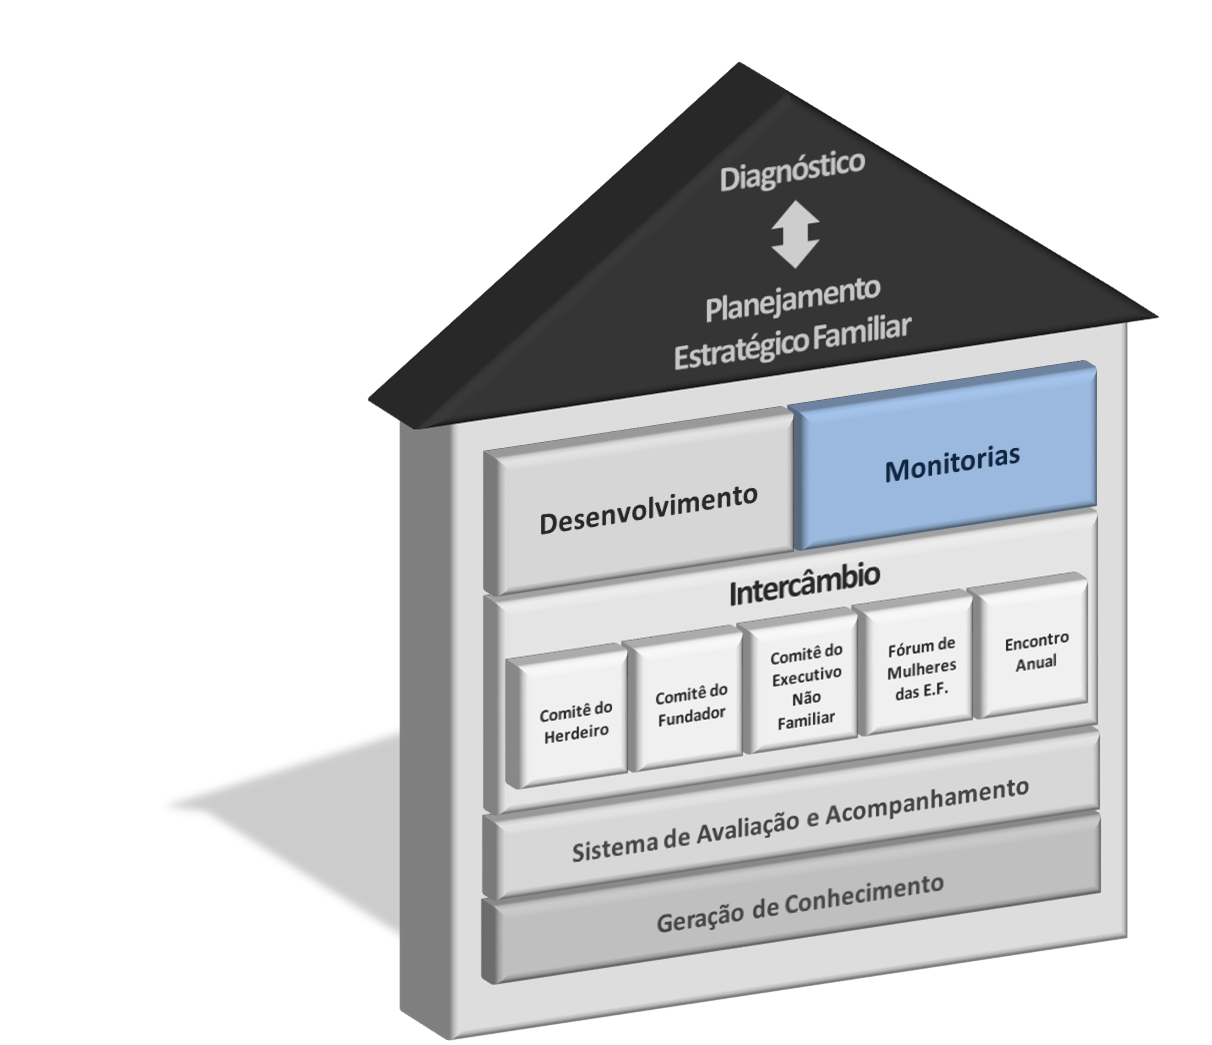 Diagnóstico
Planejamento
Estratégico Familiar
Desenvolvimento
Monitorias
Intercâmbio
Comitê do
Herdeiro
Comitê do
Fundador
Comitê do
Executivo
Não
Familiar
Fórum de
Mulheres
das E.F.
Encontro
Anual
Sistema de Avaliação e Acompanhamento
Geração de Conhecimento